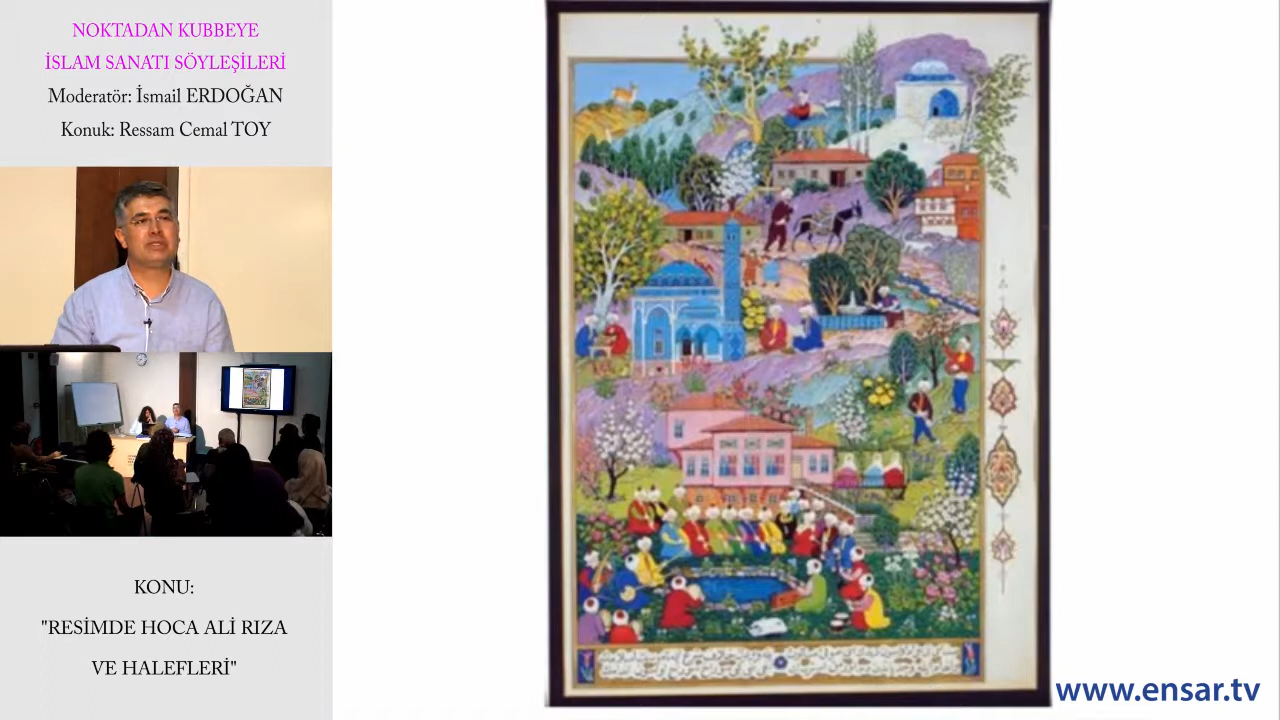 NOKTADAN KUBBEYE
İSLAM SANATI SÖYLEŞİLERİ
Moderatör: İsmail ERDOĞAN
Konuk: Ressam Cemal TOY
KONU:
"RESİMDE HOCA ALİ RIZA
VE HALEFLERİ"
www.ensar.tv